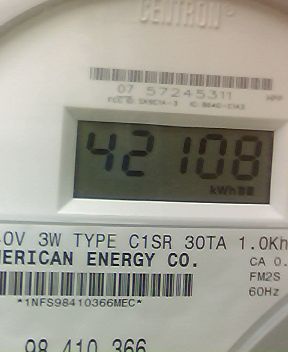 CENTRON®
07 57245311
42108
kWh
0V 3W TYPE C1SR 30TA 1.0Kh
MERICAN ENERGY CO.
CA 0.
FM2S
60Hz
*1NFS98410366MEC*
98 410 366